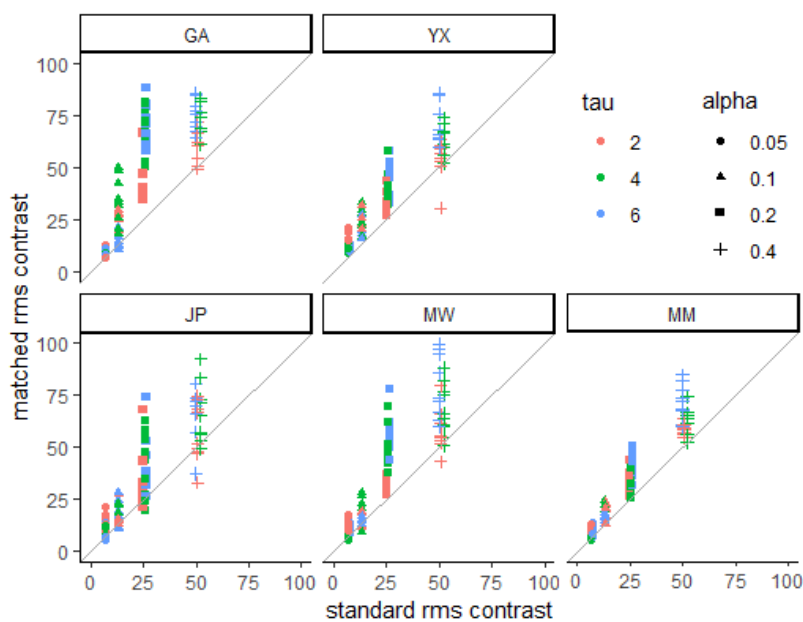 GA YX
tau alpha
2 0.05
4 0.1
6 0.2
0.4
100
75
50
25
0
JP MW MM
100
75
50
25
0
0 25 50 75 100 0 25 50 75 100 0 25 50 75 100
matched rms contrast
standard rms contrast